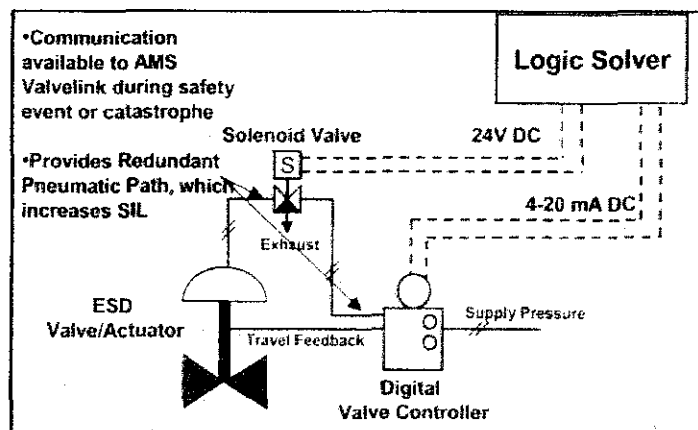 •Communication
available to AMS
Valvelink during safety
event or catastrophe
•Provides Redundant
Pneumatic Path, which
increases SIL
Logic Solver
Solenoid Valve
24V DC
S
4-20 mA DC
Exhaust
ESD
Valve/Actuator
Supply Pressure
Travel Feedback
Digital
Valve Controller